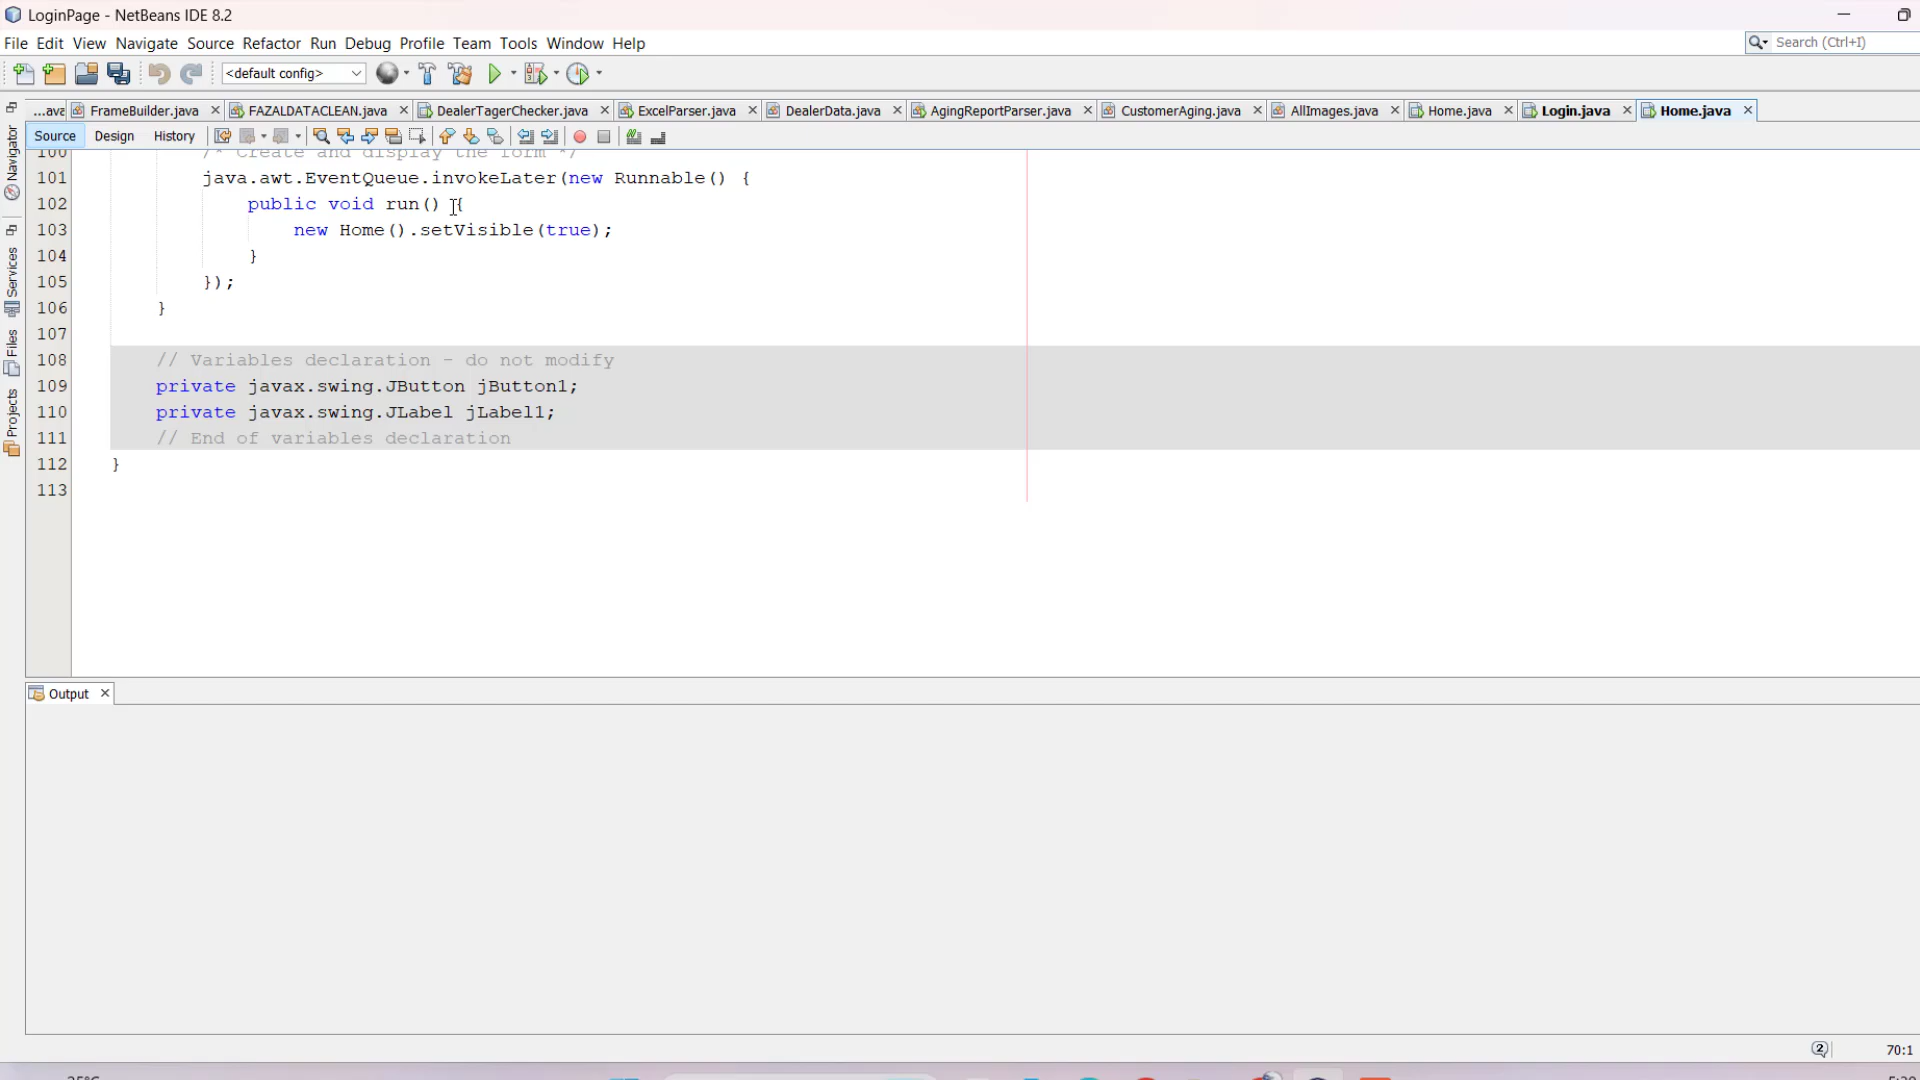 LoginPage - NetBeans IDE 8.2
File Edit View Navigate Source Refactor Run Debug Profile Team Tools Window Help
Search (Ctrl+I)
<default config>
...ava FrameBuilder.java FAZALDATACLEAN.java DealerTagerChecker.java ExcelParser.java DealerData.java AgingReportParser.java CustomerAging.java AllImages.java Home.java Login.java Home.java
Source Design History
Navigator
Services
Files
Projects
100 /* Create and display the form */
101 java.awt.EventQueue.invokeLater(new Runnable() {
102 public void run() {
103 new Home().setVisible(true);
104 }
105 });
106 }
107
108 // Variables declaration - do not modify
109 private javax.swing.JButton jButton1;
110 private javax.swing.JLabel jLabel1;
111 // End of variables declaration
112 }
113
Output
2 70:1